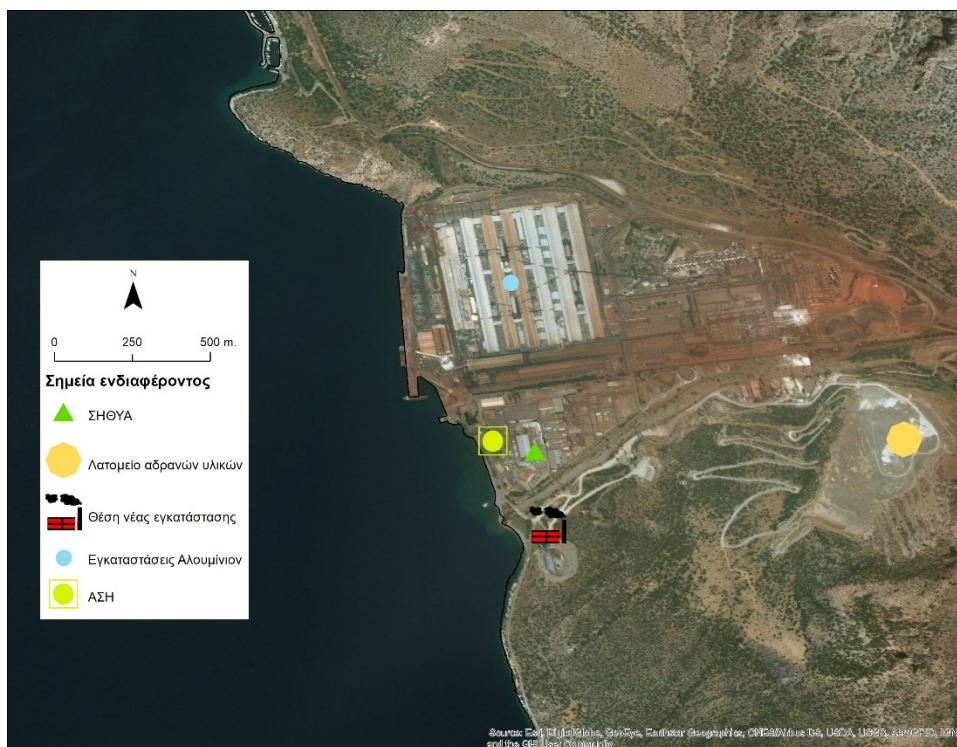 N
0 250 500 m.
Σημεία ενδιαφέροντος
ΣΗΘΥΑ
Λατομείο αδρανών υλικών
Θέση νέας εγκατάστασης
Εγκαταστάσεις Αλουμίνιον
ΑΣΗ
Source: Esri, DigitalGlobe, GeoEye, Earthstar Geographics, CNES/Airbus DS, USDA, USGS, AeroGRID, IGN
and the GIS User Community